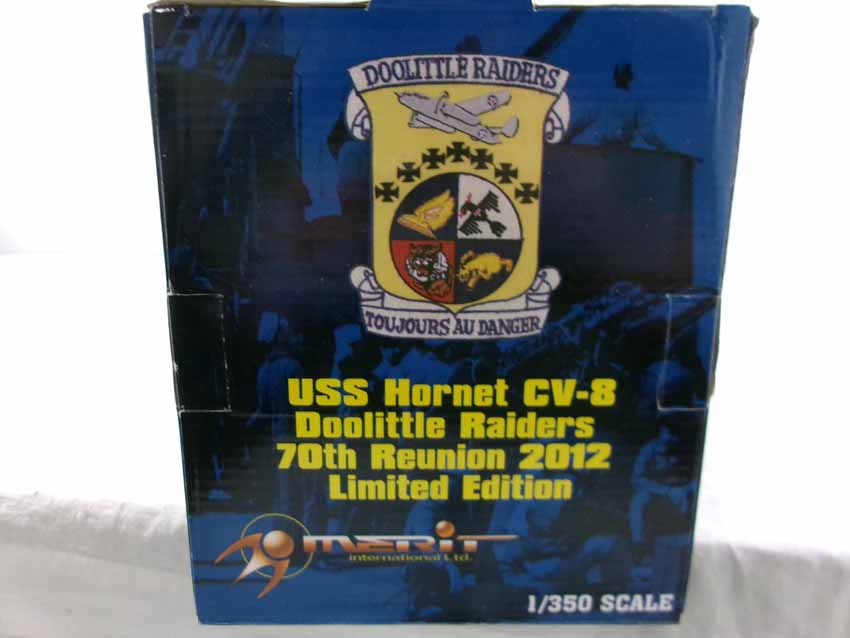 DOOLITTLE RAIDERS
TOUJOURS AU DANGER
USS Hornet CV-8
Doolittle Raiders
70th Reunion 2012
Limited Edition
MERIT
International Ltd.
1/350 SCALE